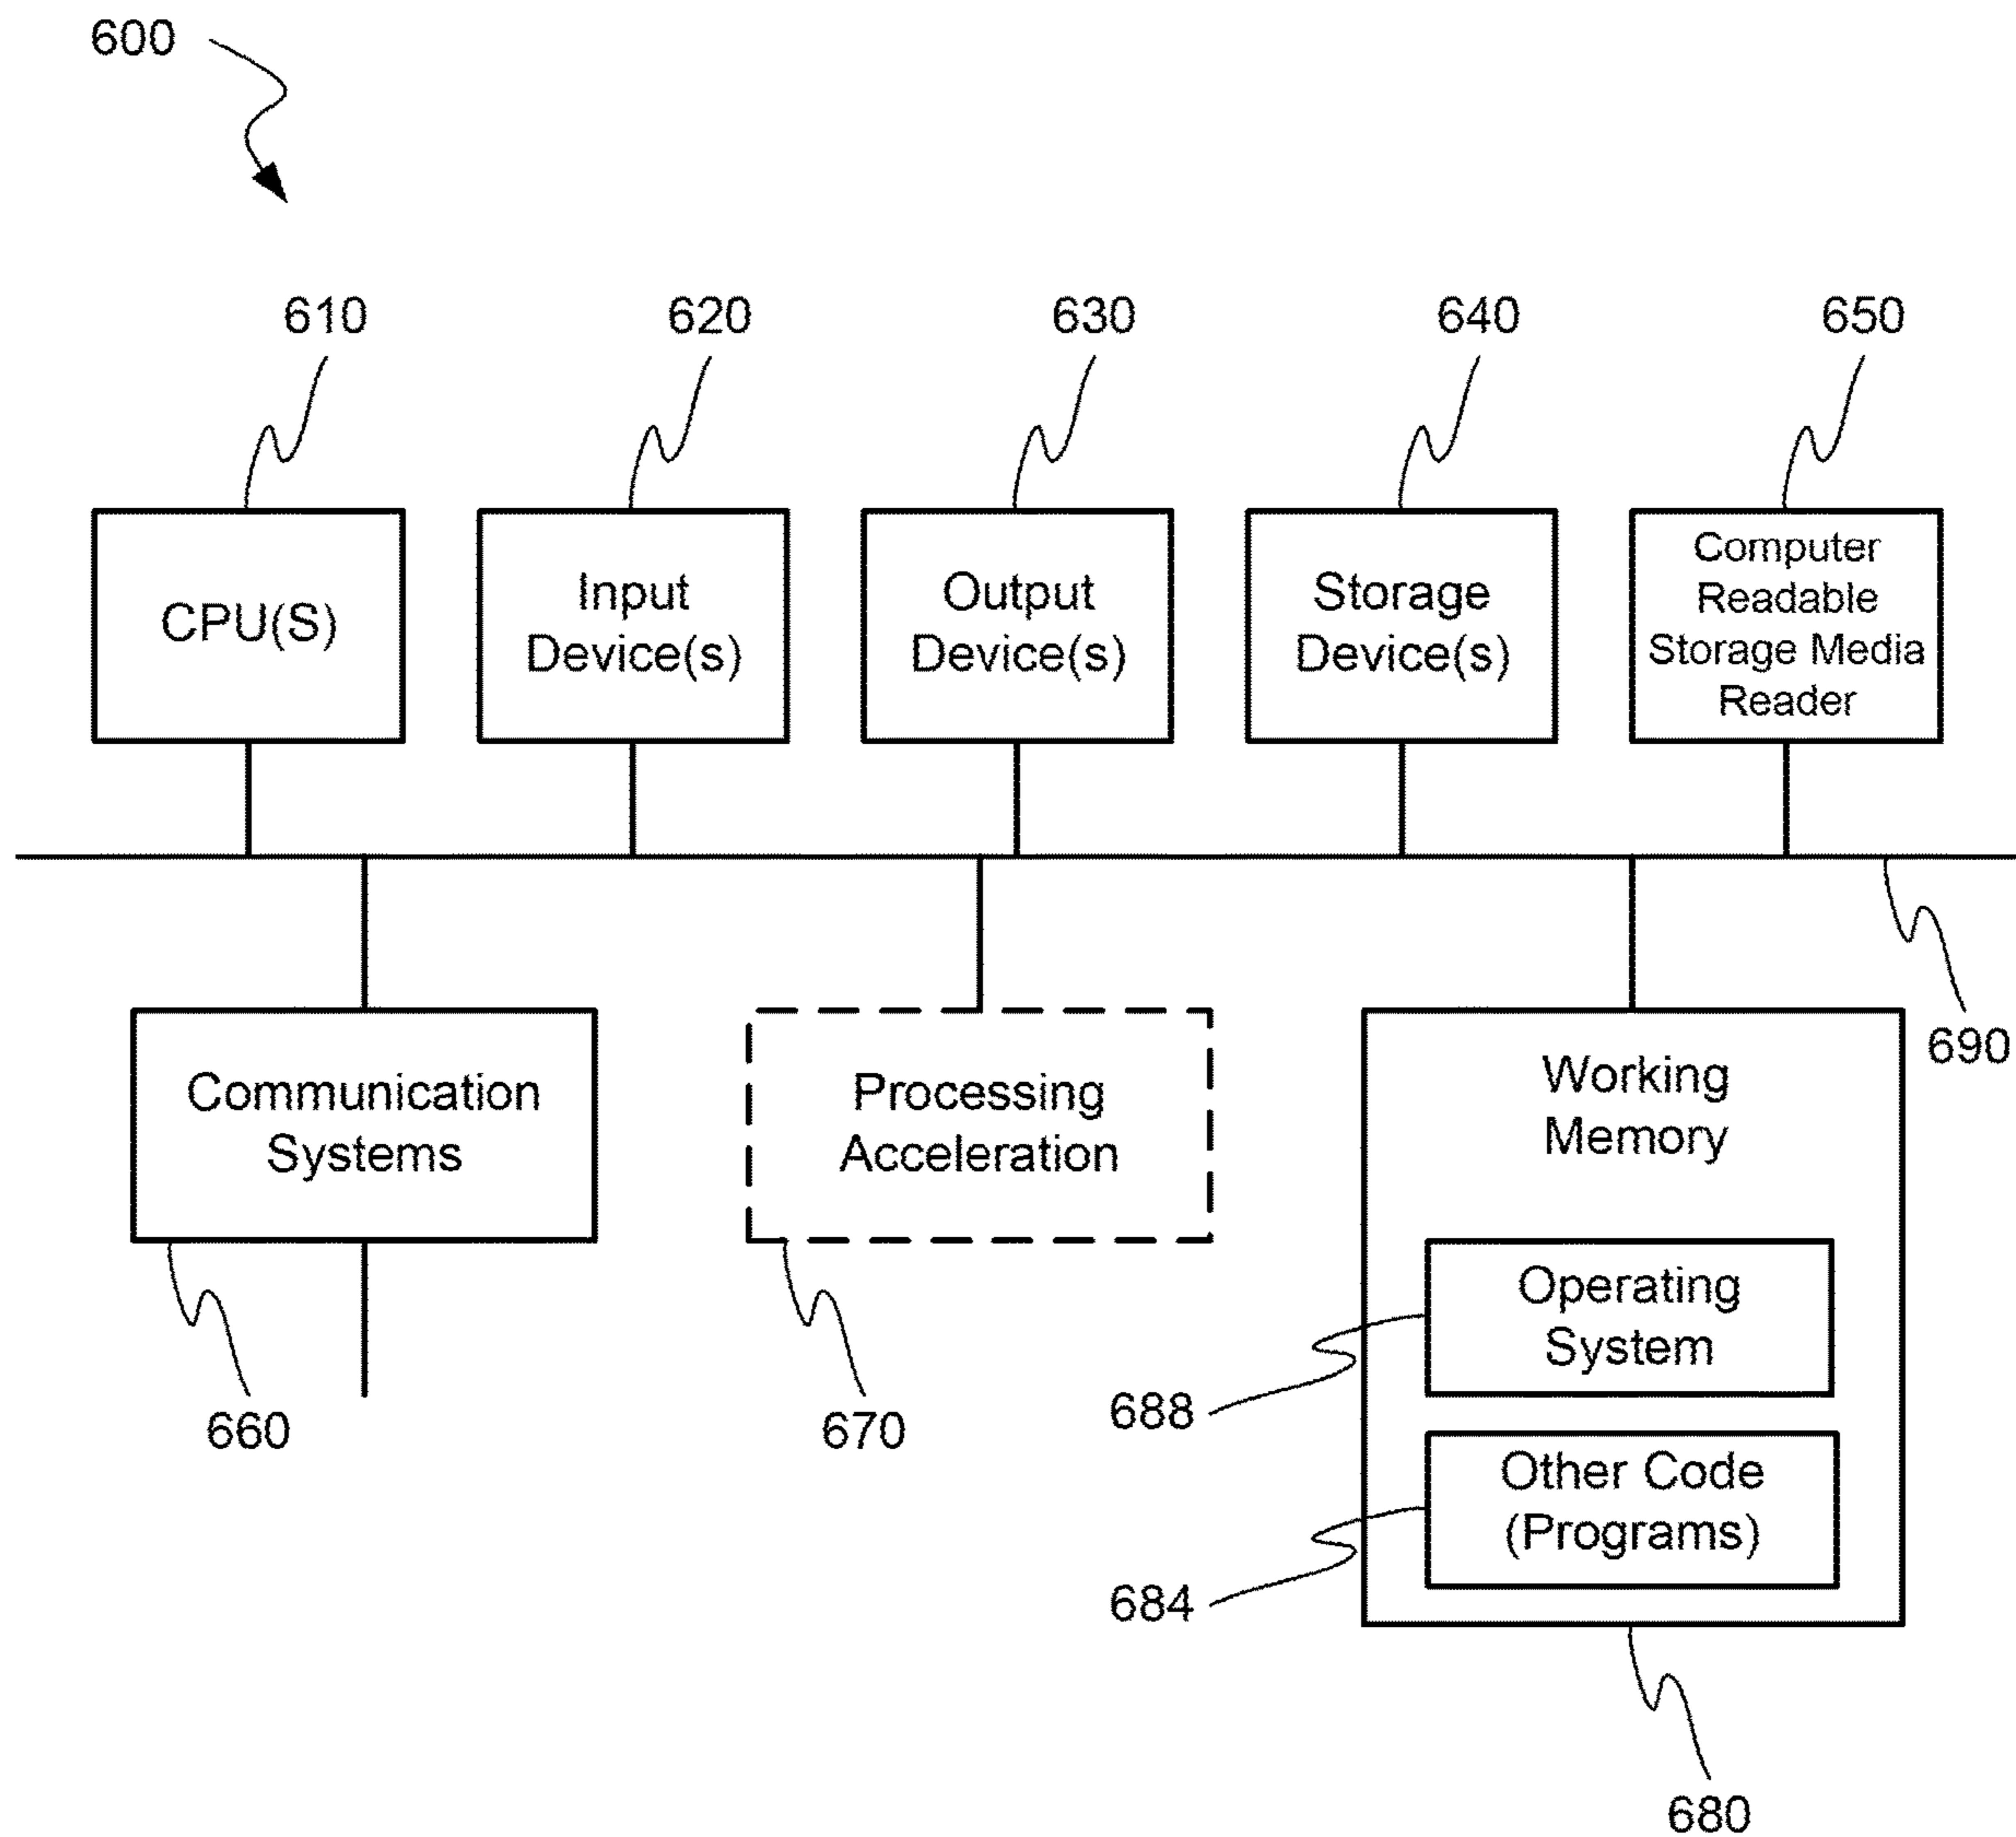 600
610
620
630
640
650
CPU(S)
Input
Device(s)
Output
Device(s)
Storage
Device(s)
Computer
Readable
Storage Media
Reader
690
Communication
Systems
Processing
Acceleration
Working
Memory
Operating
System
Other Code
(Programs)
660
670
688
684
680